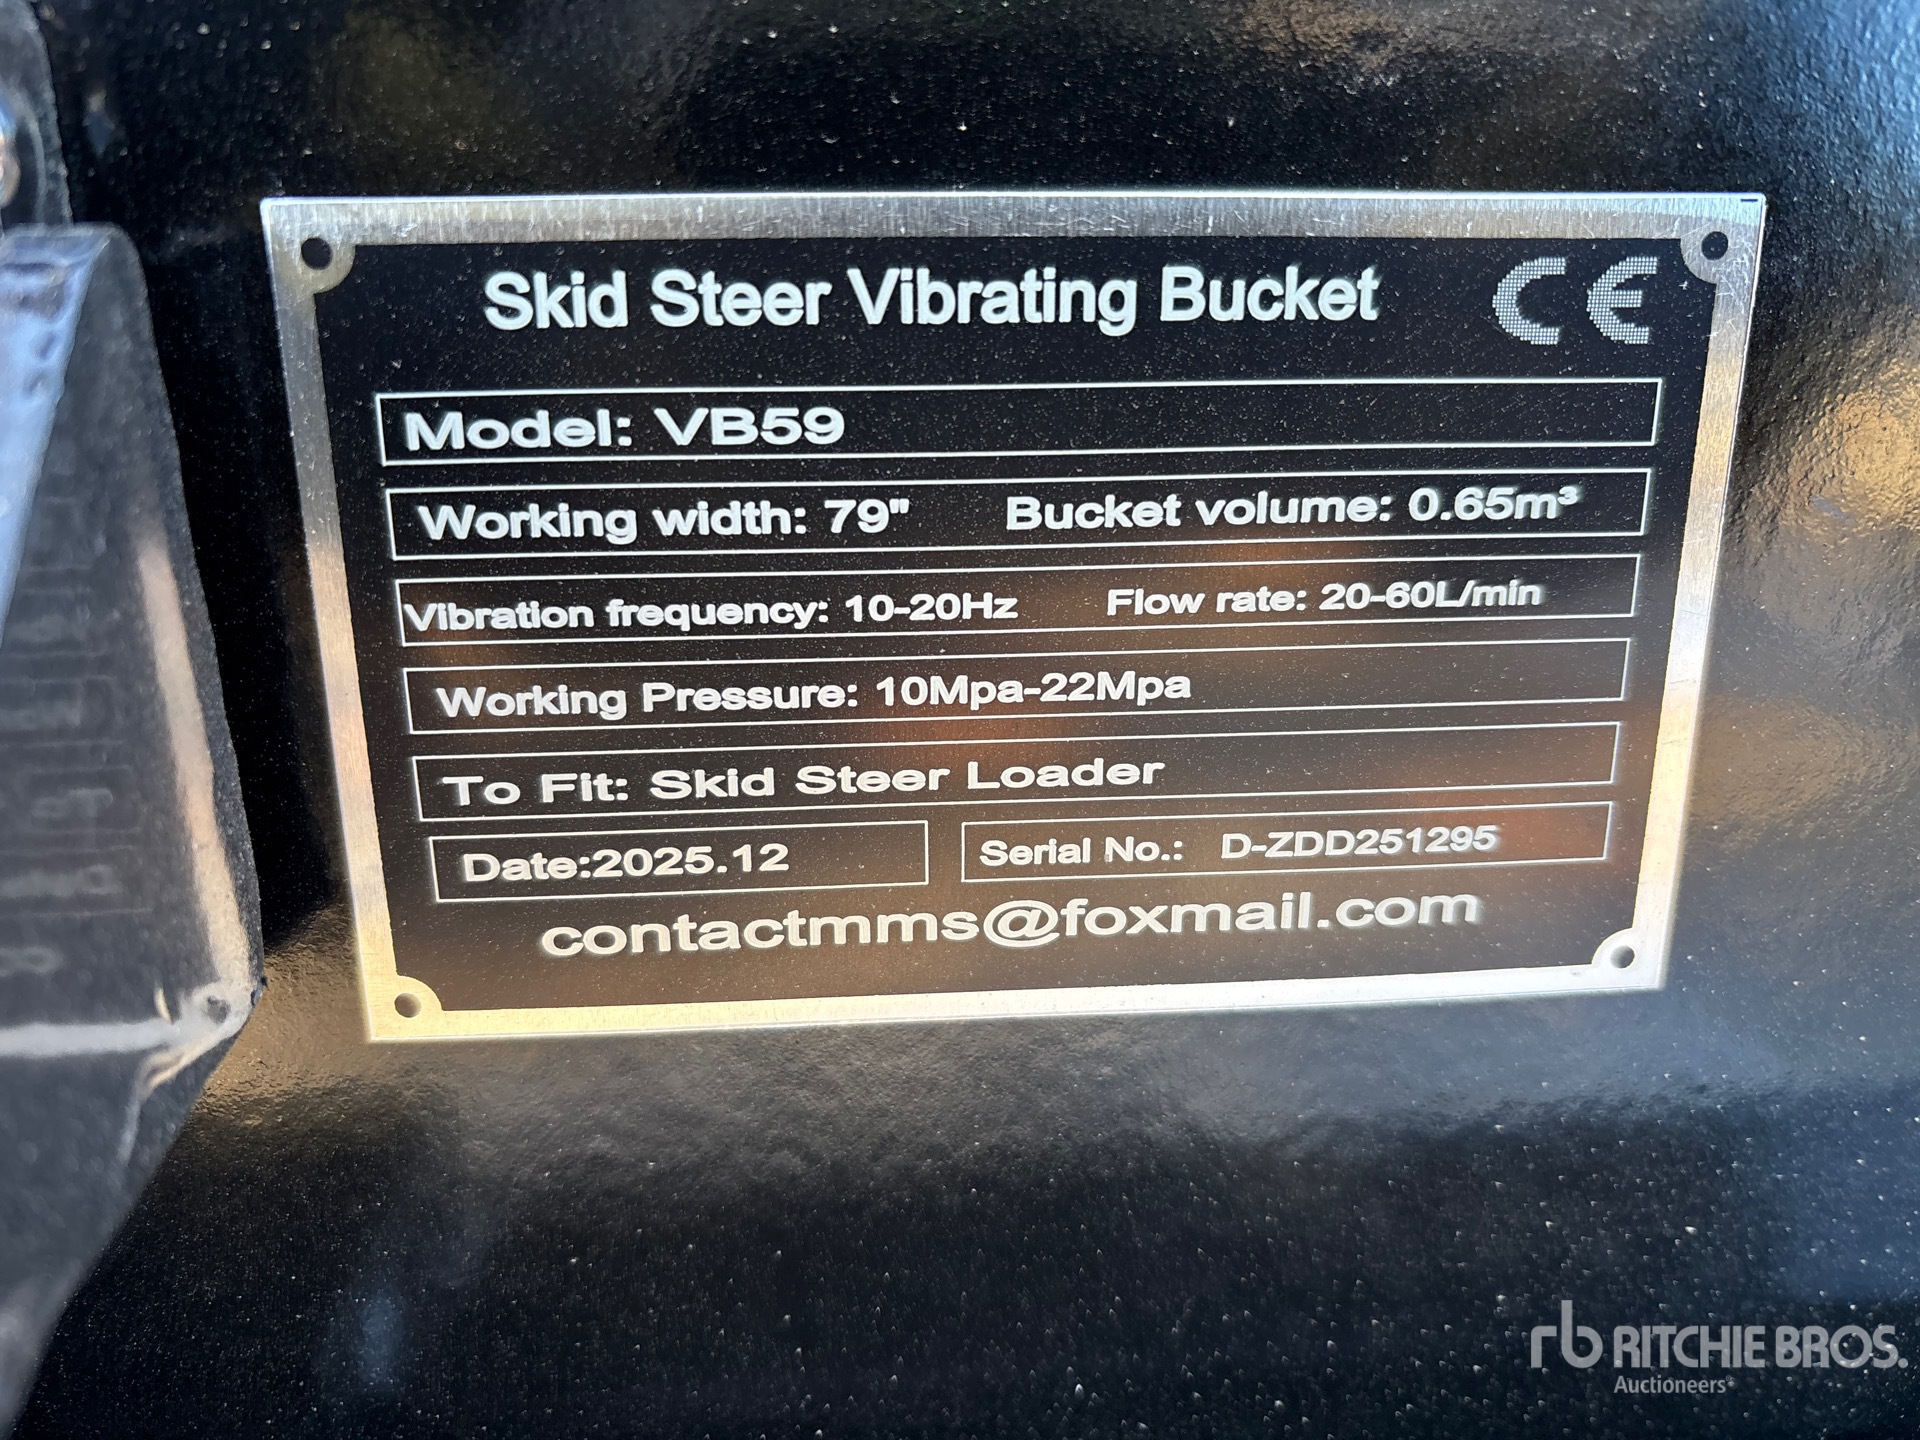 Skid Steer Vibrating Bucket CE
Model: VB59
Working width: 79" Bucket volume: 0.65m³
Vibration frequency: 10-20Hz Flow rate: 20-60L/min
Working Pressure: 10Mpa-22Mpa
To Fit: Skid Steer Loader
Date:2025.12 Serial No.: D-ZDD251295
contactmms@foxmail.com
rb RITCHIE BROS.
Auctioneers